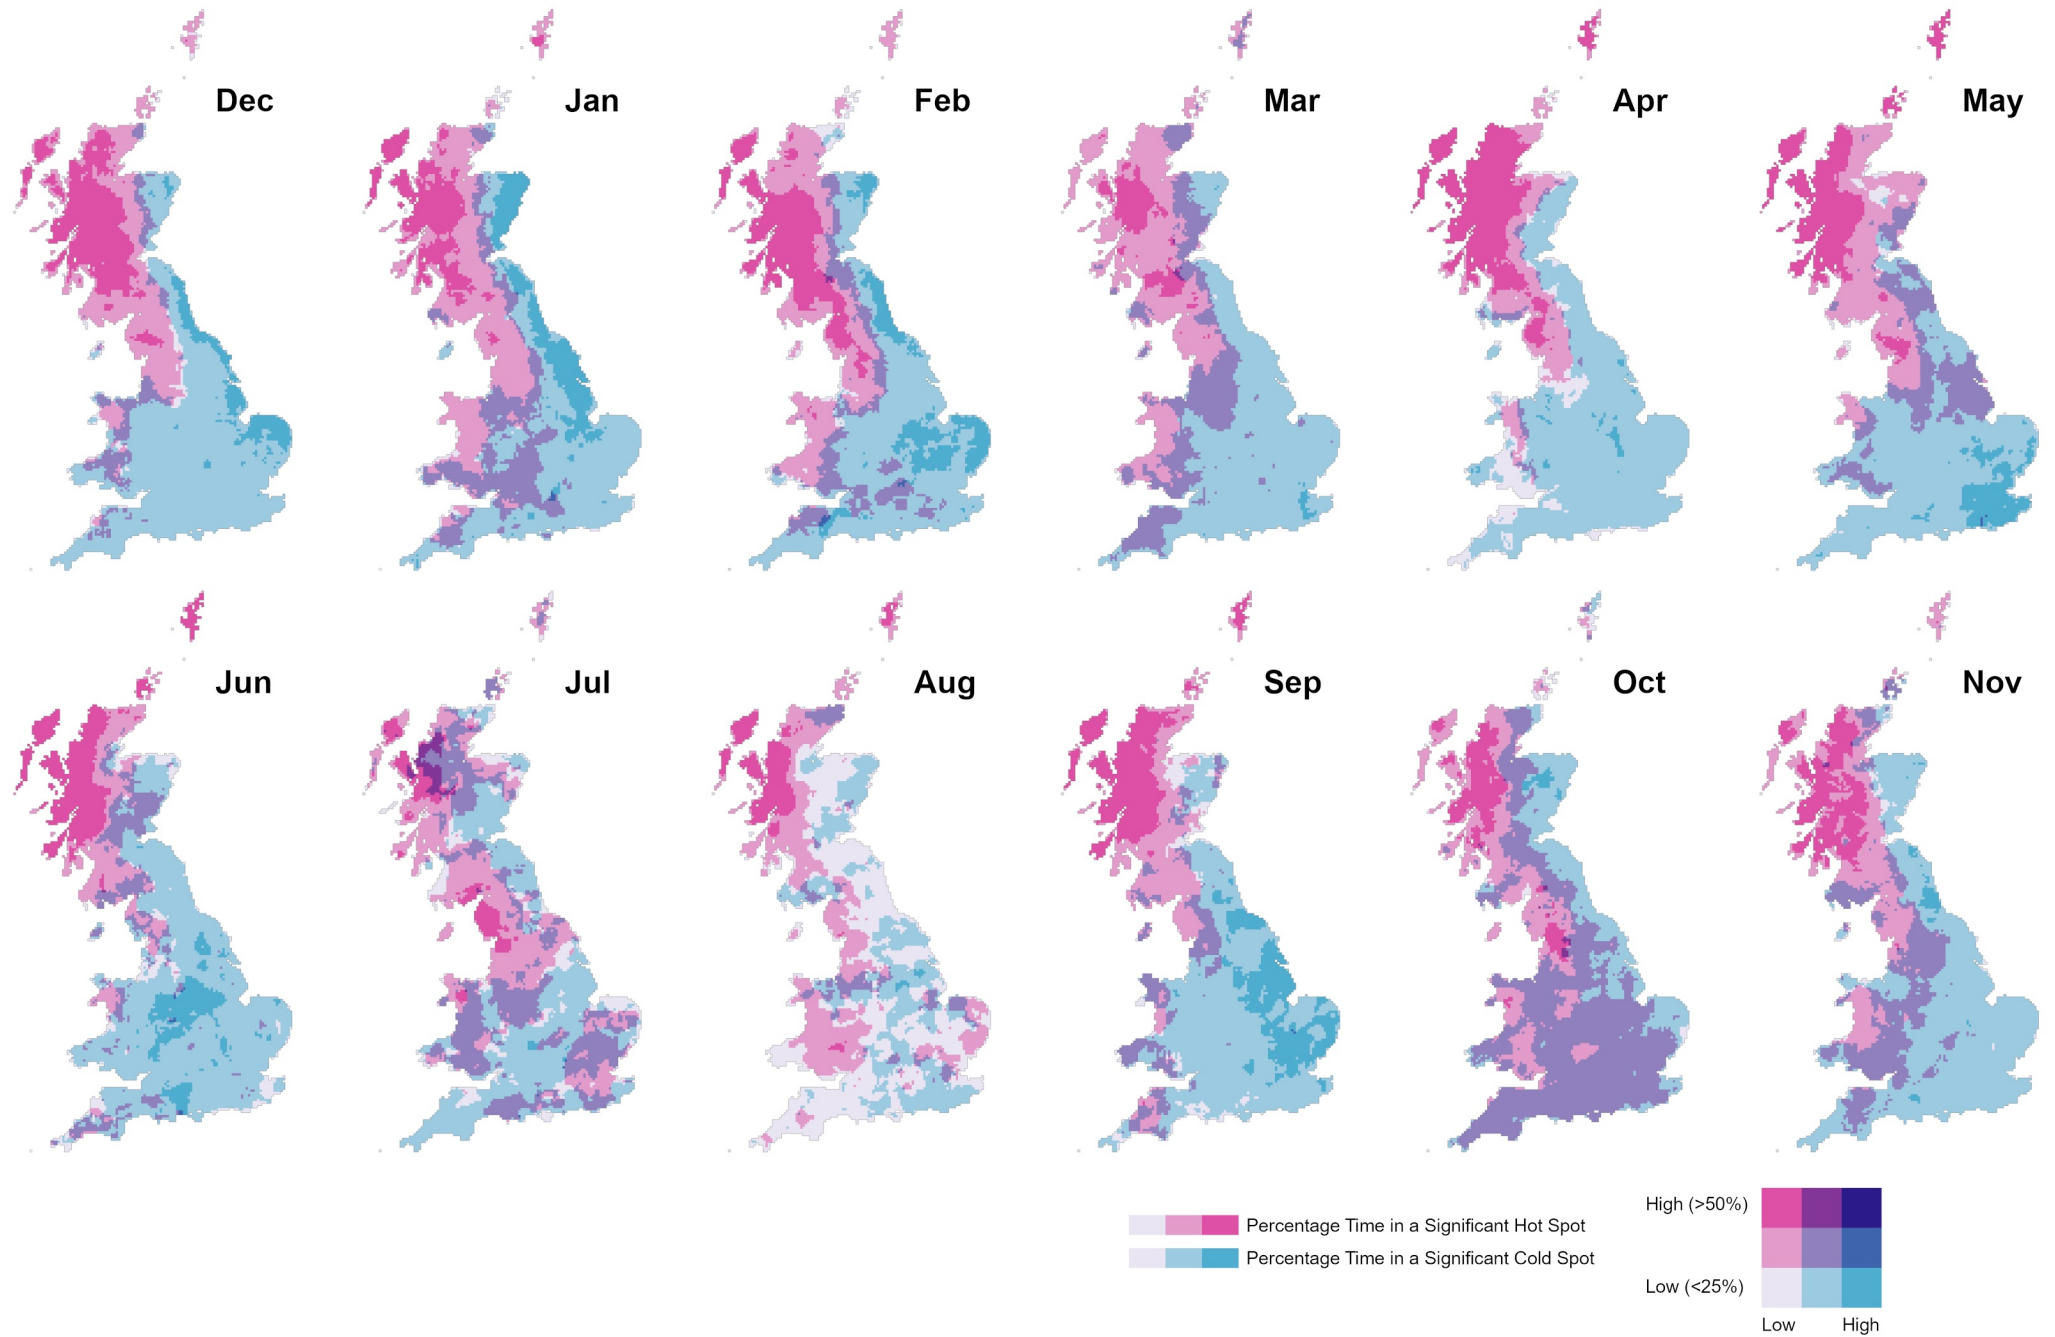 Dec
Jan
Feb
Mar
Apr
May
Jun
Jul
Aug
Sep
Oct
Nov
Percentage Time in a Significant Hot Spot
Percentage Time in a Significant Cold Spot
High (>50%)
Low (<25%)
Low High